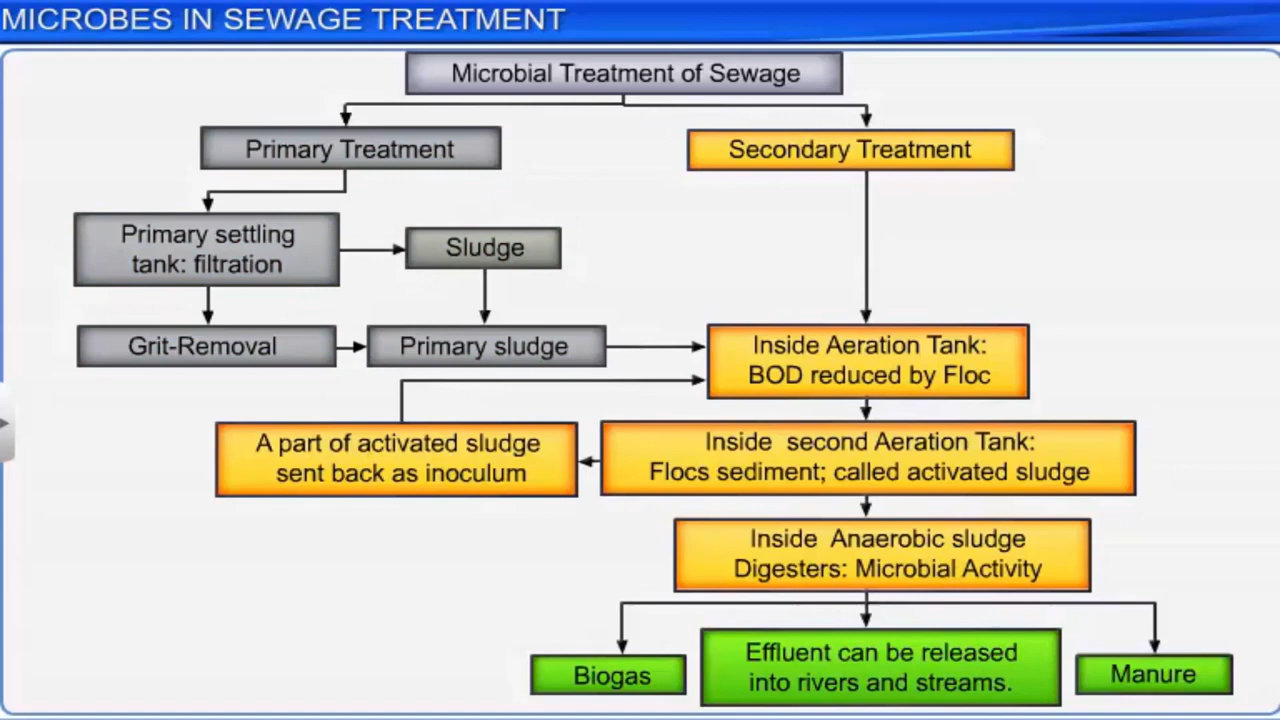 MICROBES IN SEWAGE TREATMENT
Microbial Treatment of Sewage
Primary Treatment
Secondary Treatment
Primary settling
tank: filtration
Sludge
Grit-Removal
Primary sludge
Inside Aeration Tank:
BOD reduced by Floc
A part of activated sludge
sent back as inoculum
Inside second Aeration Tank:
Flocs sediment; called activated sludge
Inside Anaerobic sludge
Digesters: Microbial Activity
Biogas
Effluent can be released
into rivers and streams.
Manure